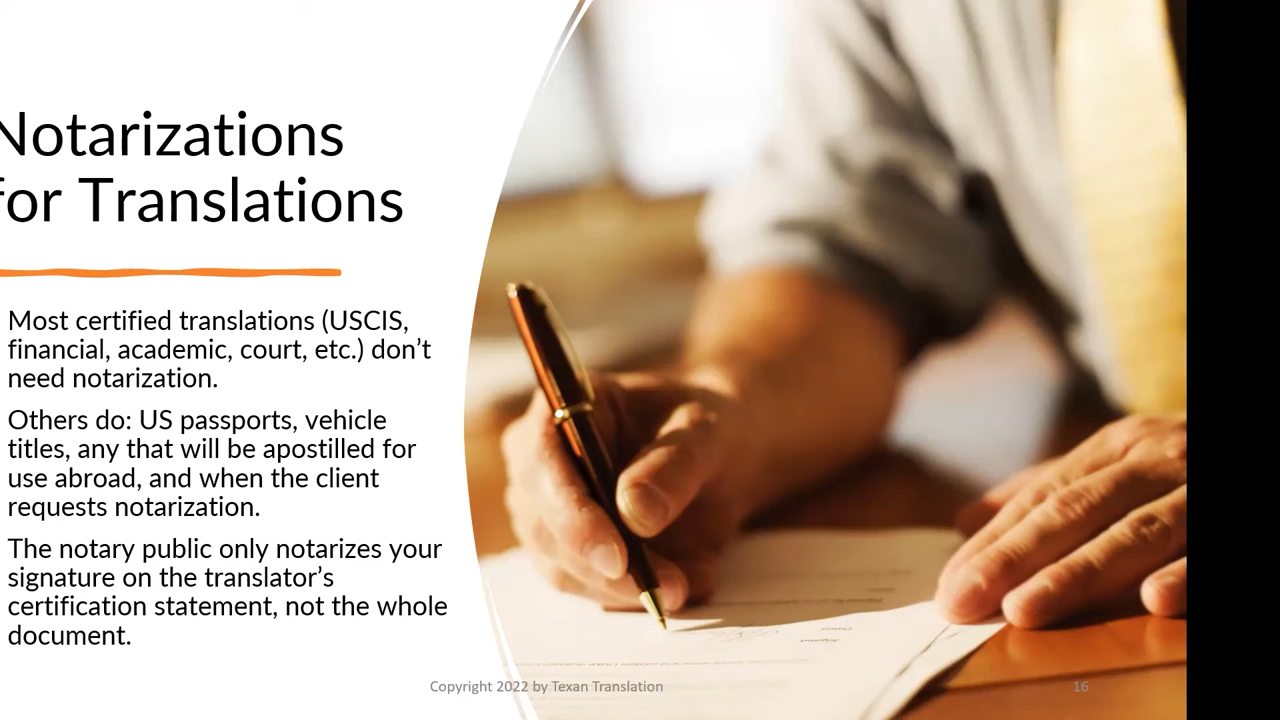 Notarizations
for Translations
Most certified translations (USCIS,
financial, academic, court, etc.) don’t
need notarization.
Others do: US passports, vehicle
titles, any that will be apostilled for
use abroad, and when the client
requests notarization.
The notary public only notarizes your
signature on the translator’s
certification statement, not the whole
document.
Copyright 2022 by Texan Translation
16